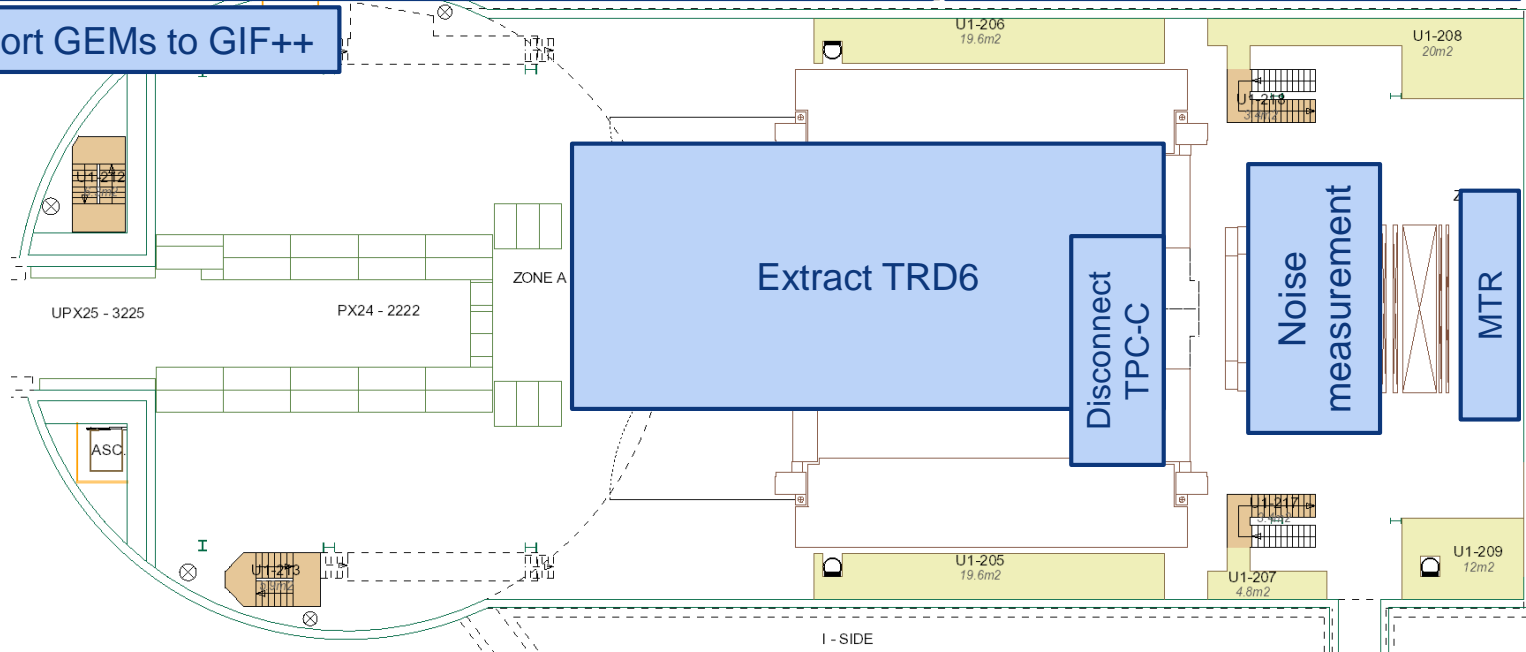 ort GEMs to GIF++
U1-206
19.6m2
U1-208
20m2
U1-218
U1-212
Extract TRD6
Disconnect
TPC-C
Noise
measurement
MTR
ZONE A
UPX25 - 3225
PX24 - 2222
ASC.
U1-213
U1-205
19.6m2
U1-217
U1-207
4.8m2
U1-209
12m2
I - SIDE